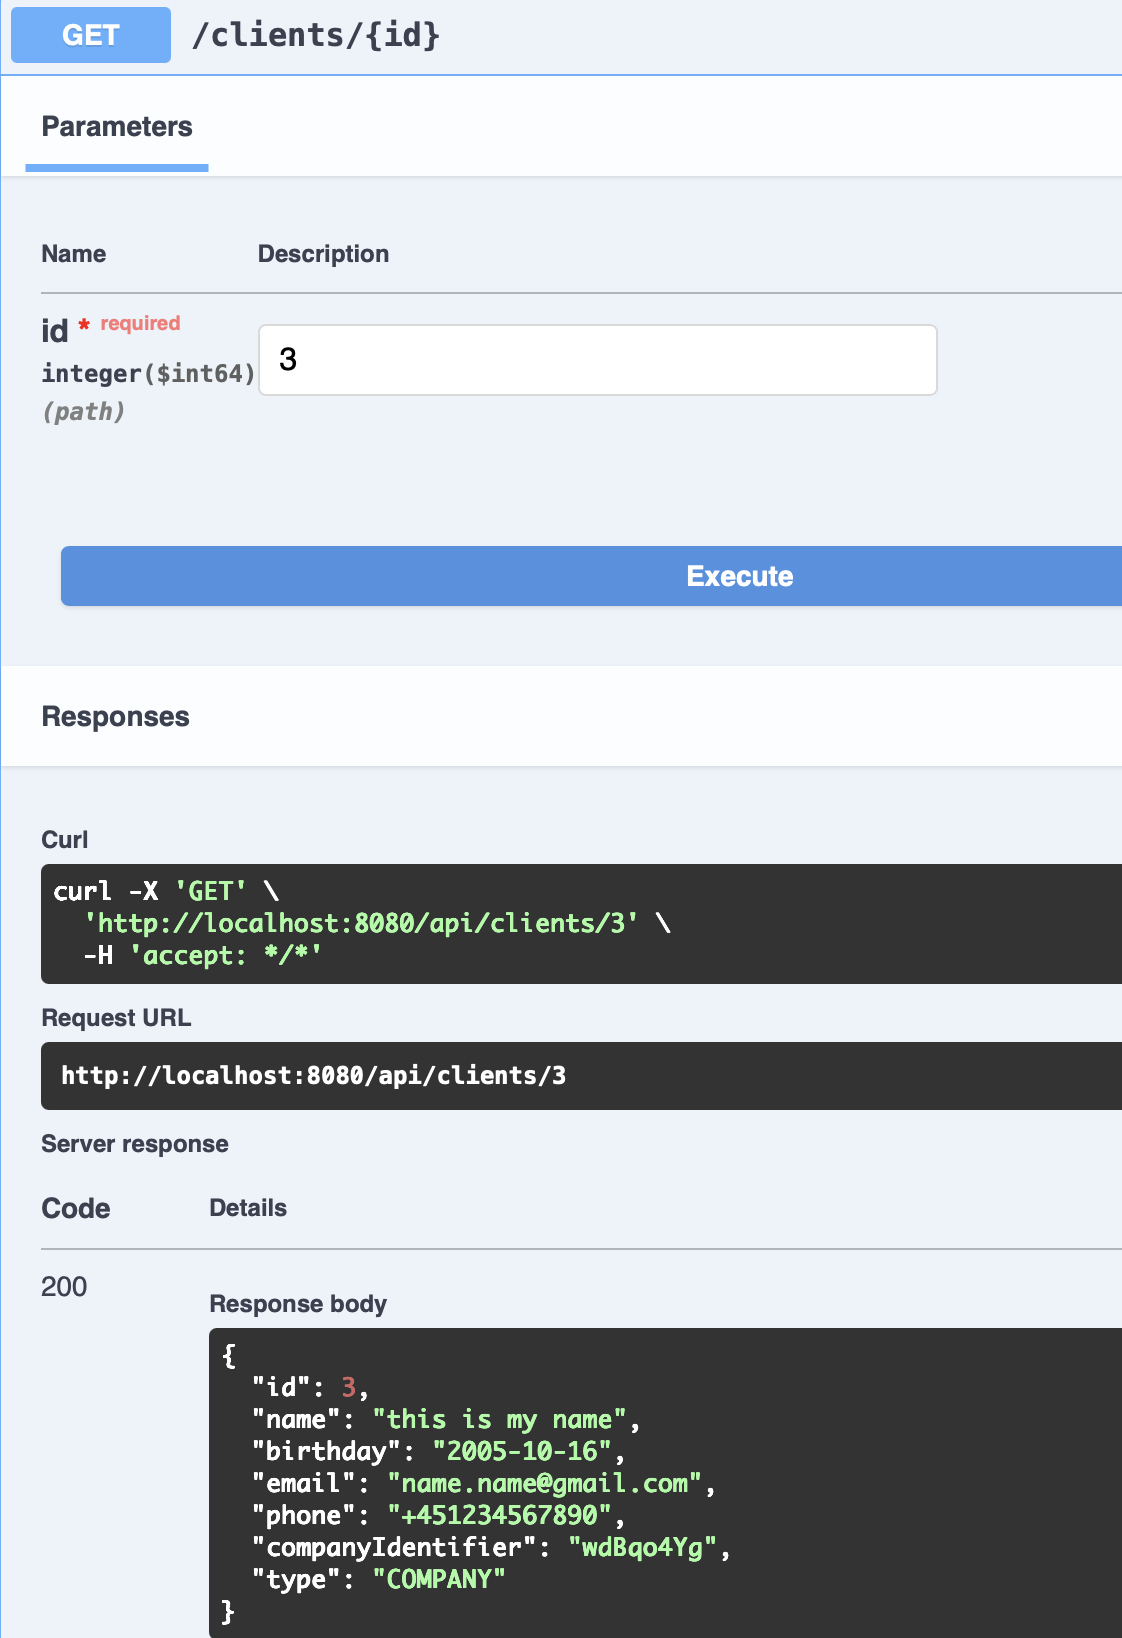 GET /clients/{id}
Parameters
Name Description
id * required
integer($int64)
(path)
3
Execute
Responses
Curl
curl -X 'GET' \
  'http://localhost:8080/api/clients/3' \
  -H 'accept: */*'
Request URL
http://localhost:8080/api/clients/3
Server response
Code Details
200
Response body
{
  "id": 3,
  "name": "this is my name",
  "birthday": "2005-10-16",
  "email": "name.name@gmail.com",
  "phone": "+451234567890",
  "companyIdentifier": "wdBqo4Yg",
  "type": "COMPANY"
}